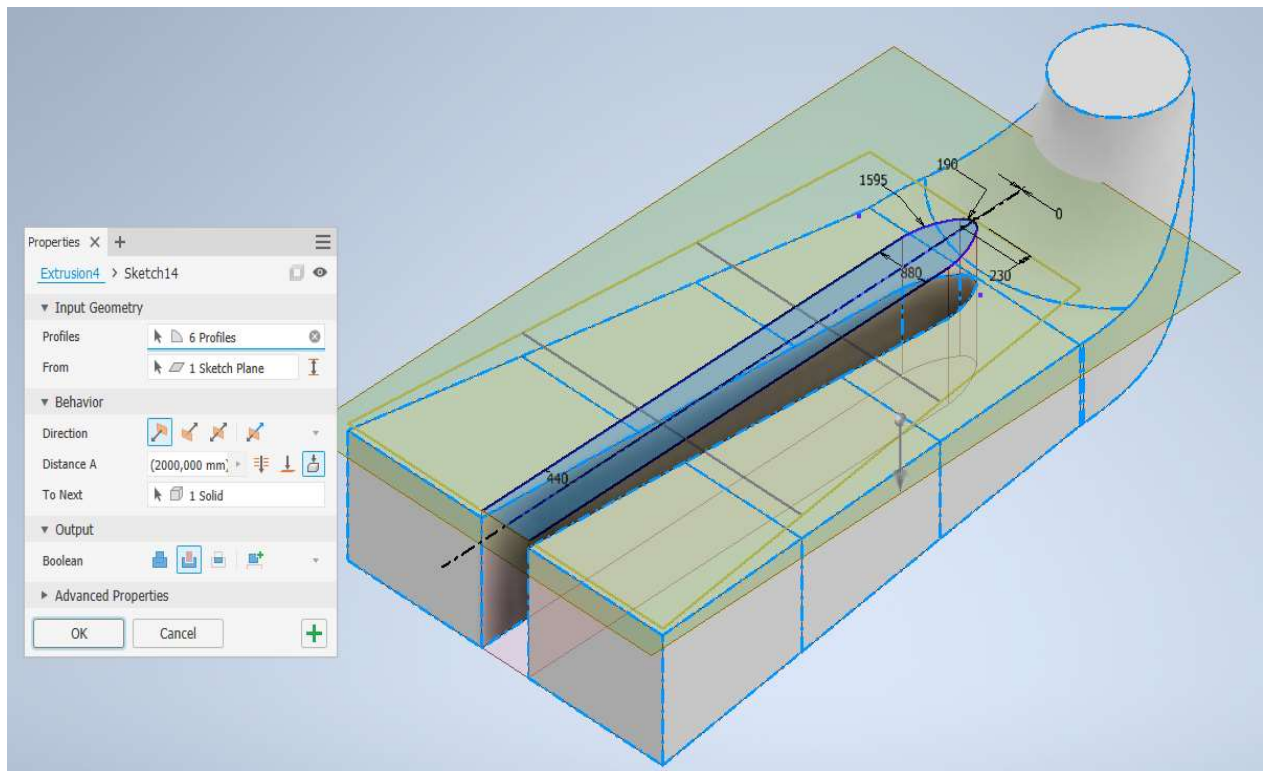 Properties × +
Extrusion4 > Sketch14
Input Geometry
Profiles 6 Profiles
From 1 Sketch Plane
Behavior
Direction
Distance A (2000,000 mm)
To Next 1 Solid
Output
Boolean
Advanced Properties
OK Cancel +
190
1595
0
880
230
440